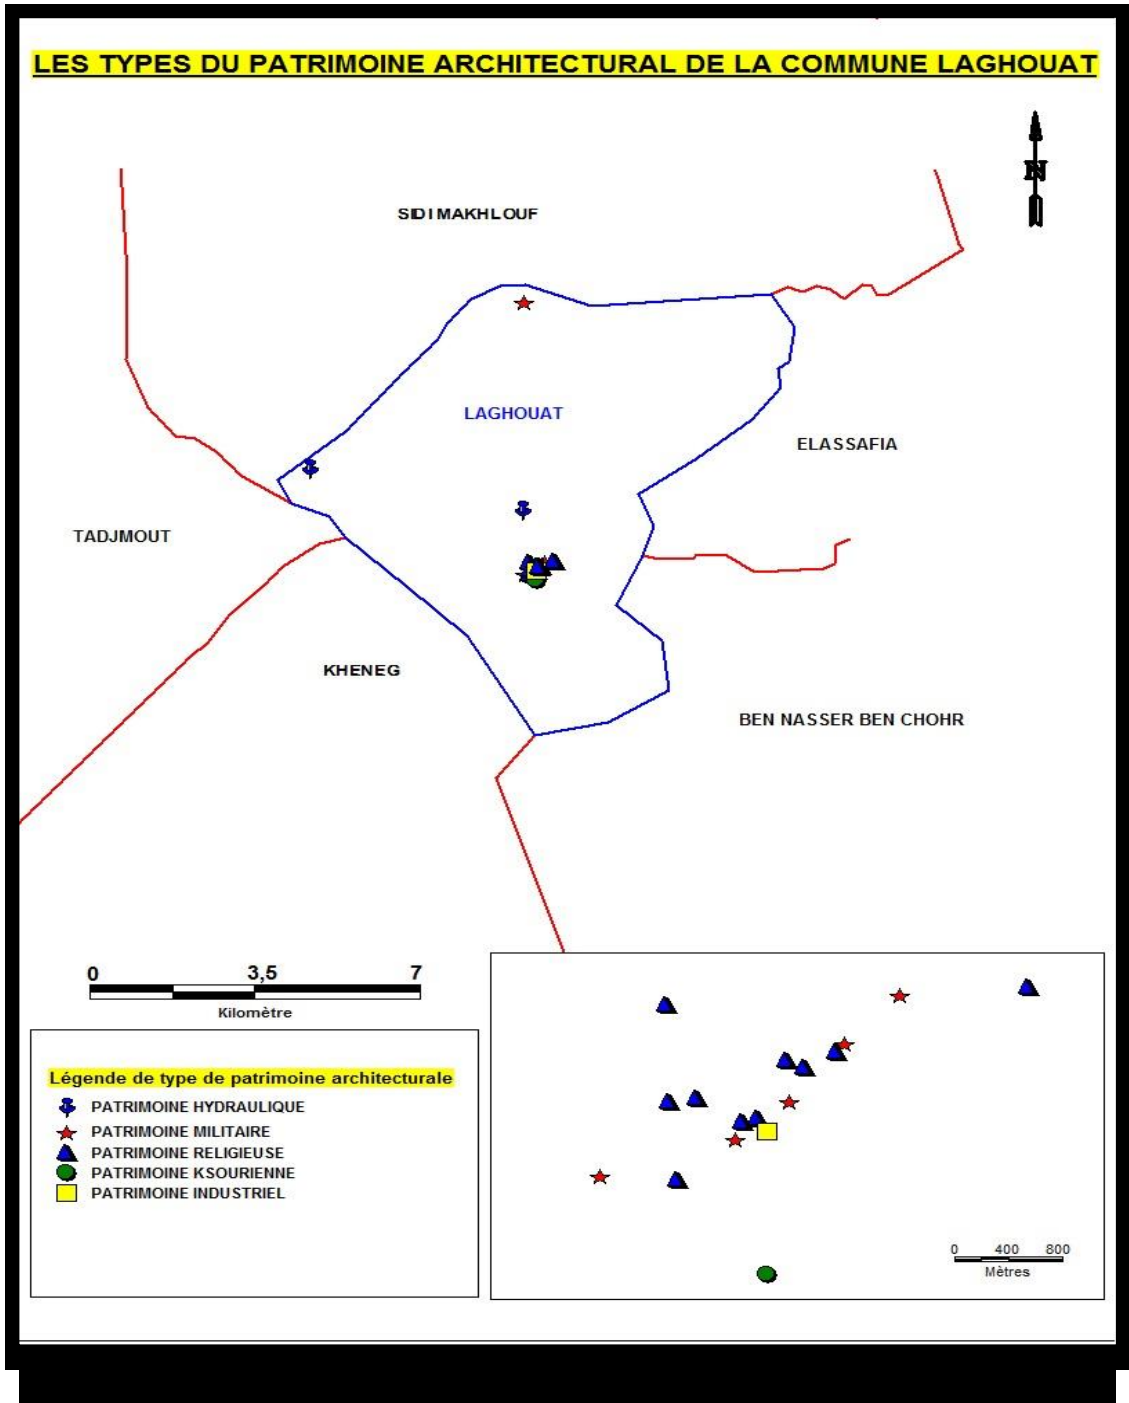 LES TYPES DU PATRIMOINE ARCHITECTURAL DE LA COMMUNE LAGHOUAT
N
SIDI MAKHLOUF
LAGHOUAT
ELASSAFIA
TADJMOUT
KHENEG
BEN NASSER BEN CHOHR
0 3,5 7
Kilomètre
Légende de type de patrimoine architecturale
PATRIMOINE HYDRAULIQUE
PATRIMOINE MILITAIRE
PATRIMOINE RELIGIEUSE
PATRIMOINE KSOURIENNE
PATRIMOINE INDUSTRIEL
0 400 800
Mètres